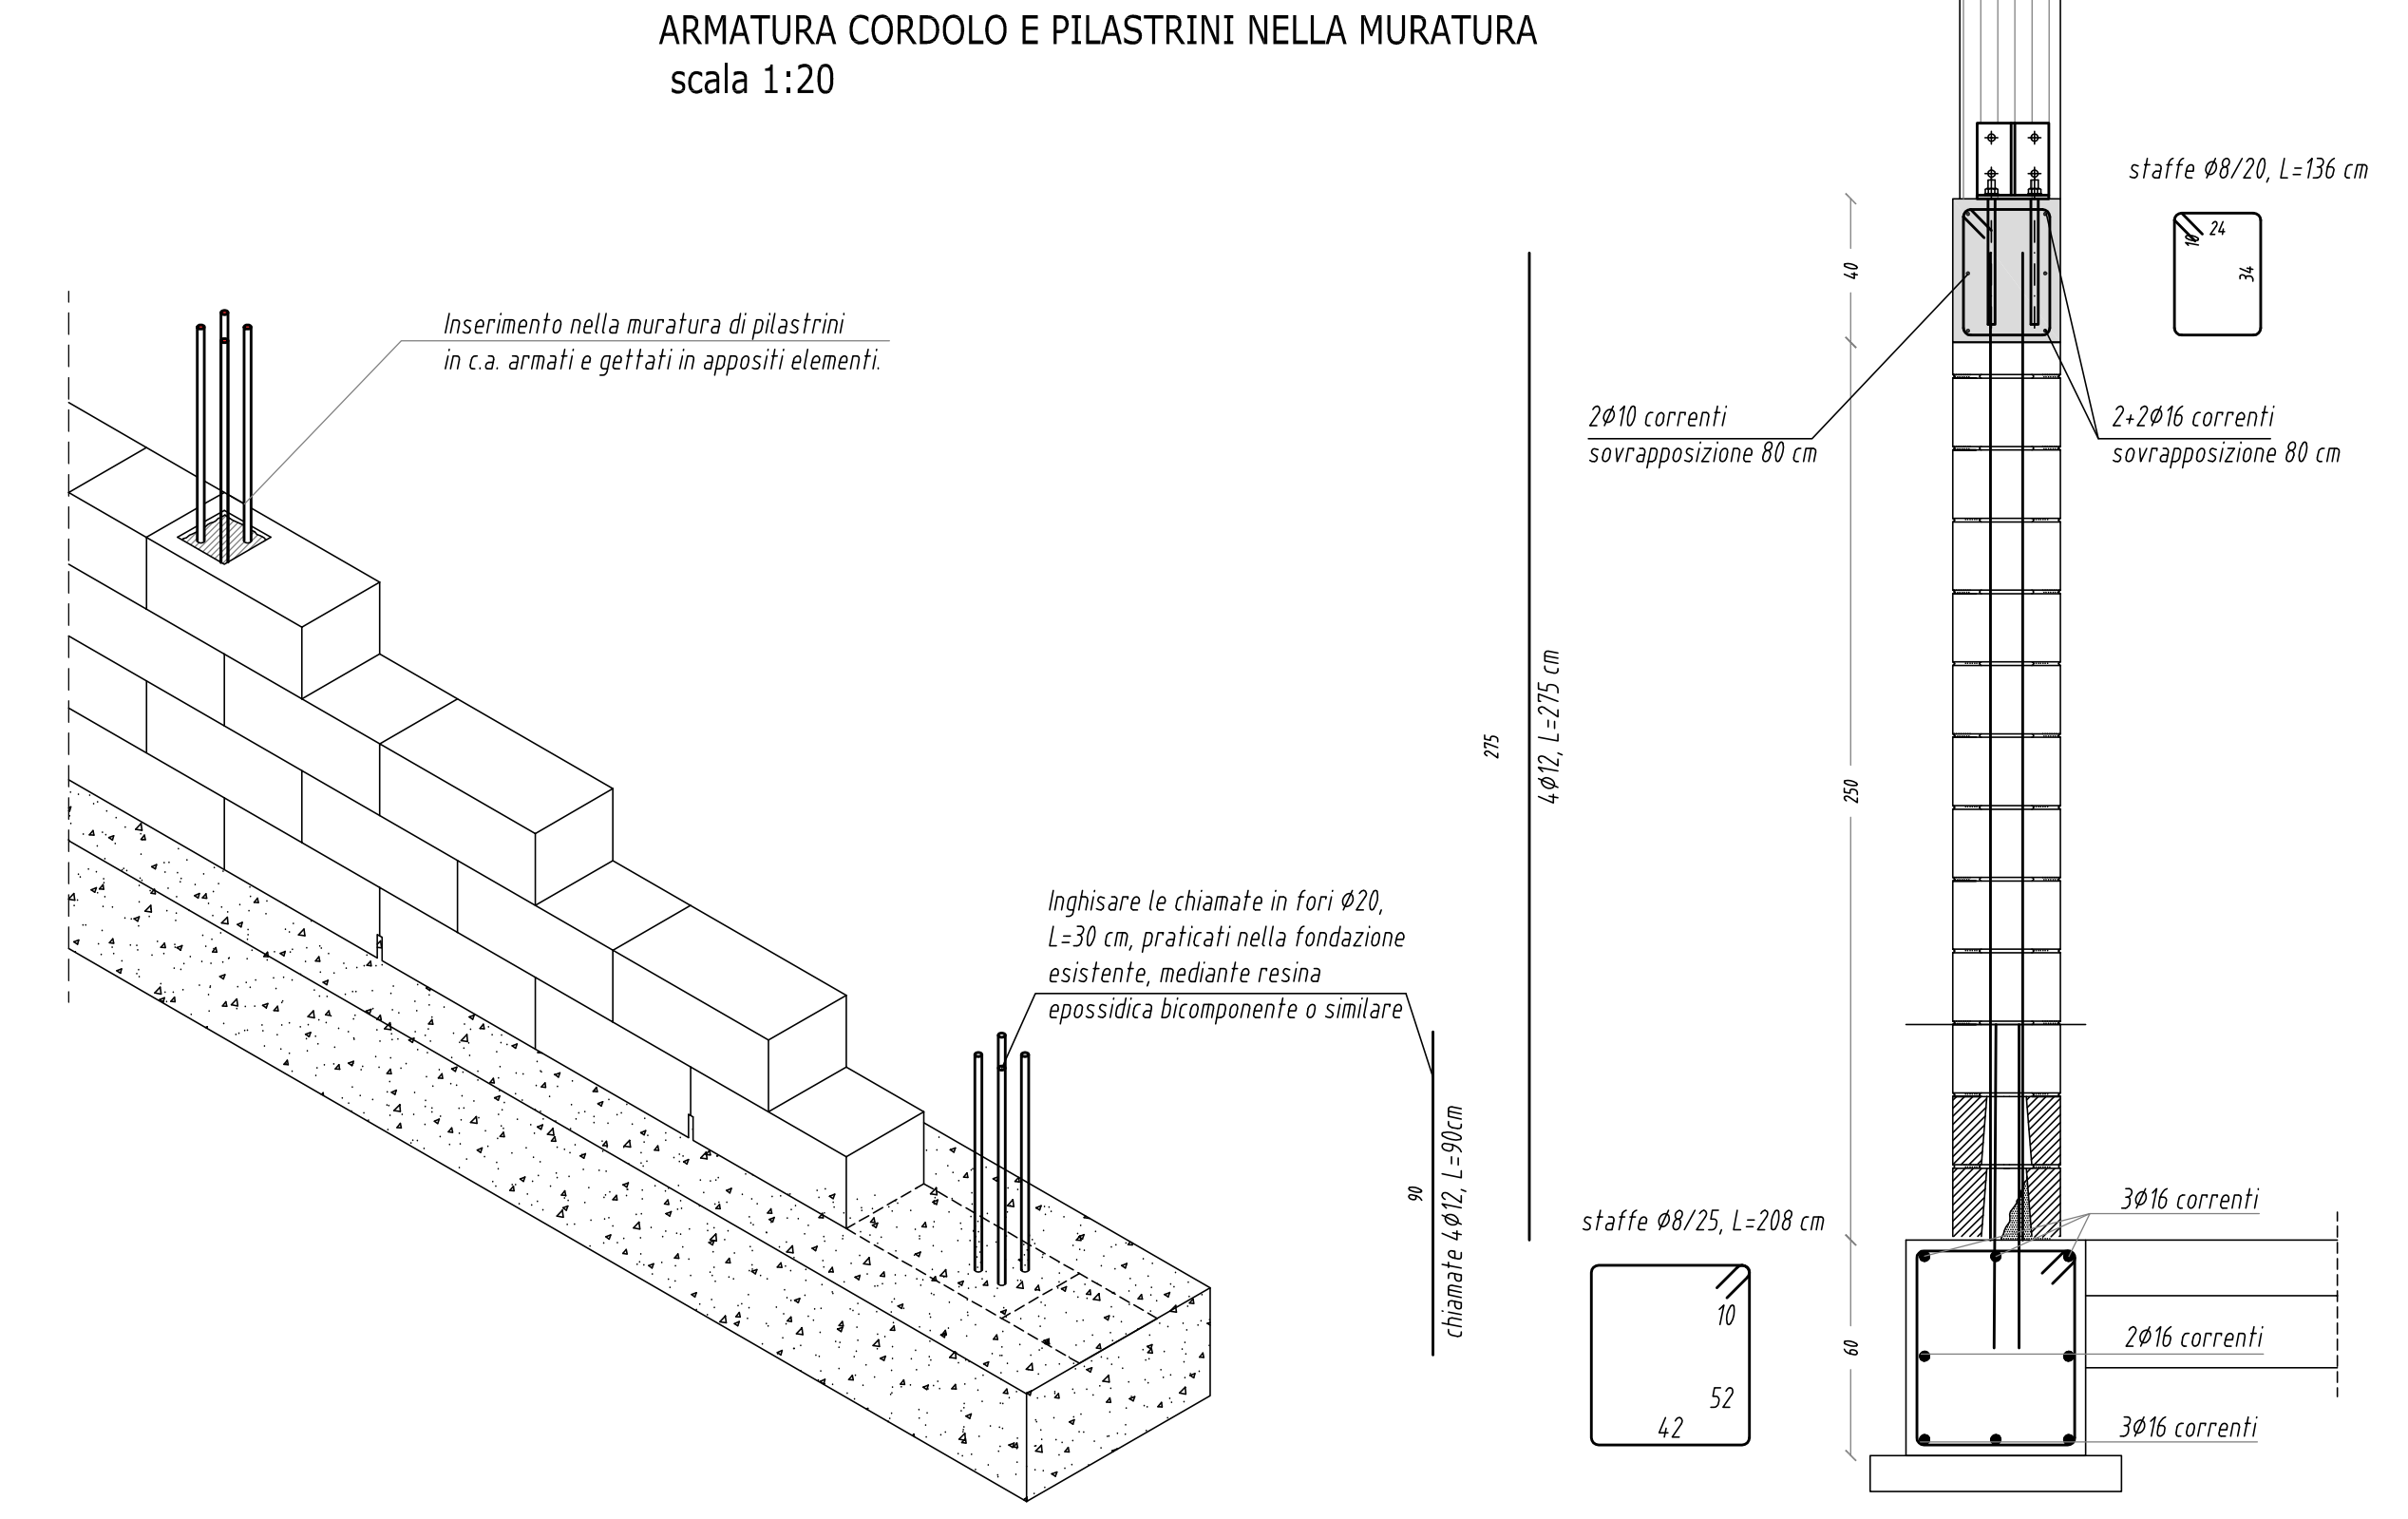 ARMATURA CORDOLO E PILASTRINI NELLA MURATURA
scala 1:20
staffe Ø8/20, L=136 cm
24
10
34
40
Inserimento nella muratura di pilastrini
in c.a. armati e gettati in appositi elementi.
2Ø10 correnti
sovrapposizione 80 cm
2+2Ø16 correnti
sovrapposizione 80 cm
275
4Ø12, L=275 cm
250
Inghisare le chiamate in fori Ø20,
L=30 cm, praticati nella fondazione
esistente, mediante resina
epossidica bicomponente o similare
90
chiamate 4Ø12, L=90cm
staffe Ø8/25, L=208 cm
10
52
42
60
3Ø16 correnti
2Ø16 correnti
3Ø16 correnti